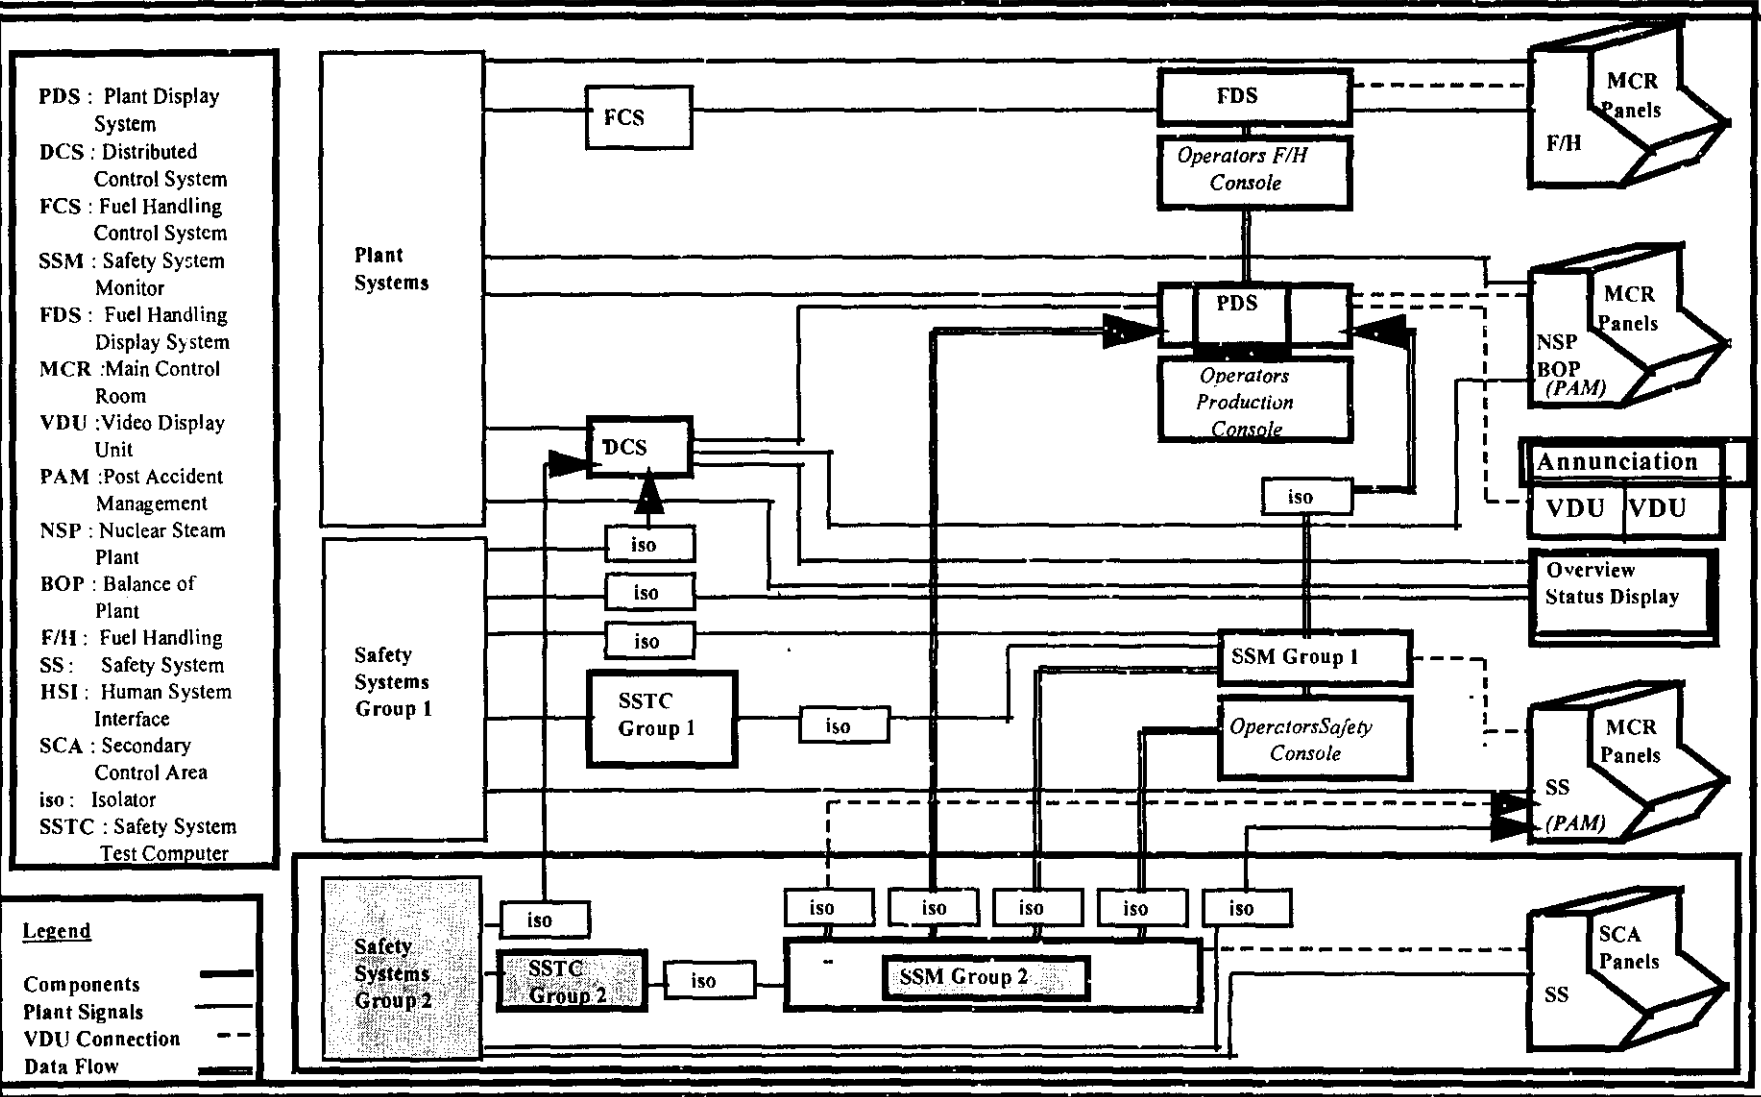 PDS : Plant Display
System
DCS : Distributed
Control System
FCS : Fuel Handling
Control System
SSM : Safety System
Monitor
FDS : Fuel Handling
Display System
MCR :Main Control
Room
VDU :Video Display
Unit
PAM :Post Accident
Management
NSP : Nuclear Steam
Plant
BOP : Balance of
Plant
F/H : Fuel Handling
SS : Safety System
HSI : Human System
Interface
SCA : Secondary
Control Area
iso : Isolator
SSTC : Safety System
Test Computer
Legend
Components
Plant Signals
VDU Connection
Data Flow
Plant
Systems
FCS
FDS
Operators F/H
Console
MCR
Panels
F/H
PDS
Operators
Production
Console
MCR
Panels
NSP
BOP
(PAM)
DCS
iso
Annunciation
VDU VDU
Overview
Status Display
Safety
Systems
Group 1
iso
iso
iso
SSTC
Group 1
iso
SSM Group 1
OperatorsSafety
Console
MCR
Panels
SS
(PAM)
Safety
Systems
Group 2
iso
SSTC
Group 2
iso
iso
iso
iso
iso
iso
SSM Group 2
SCA
Panels
SS